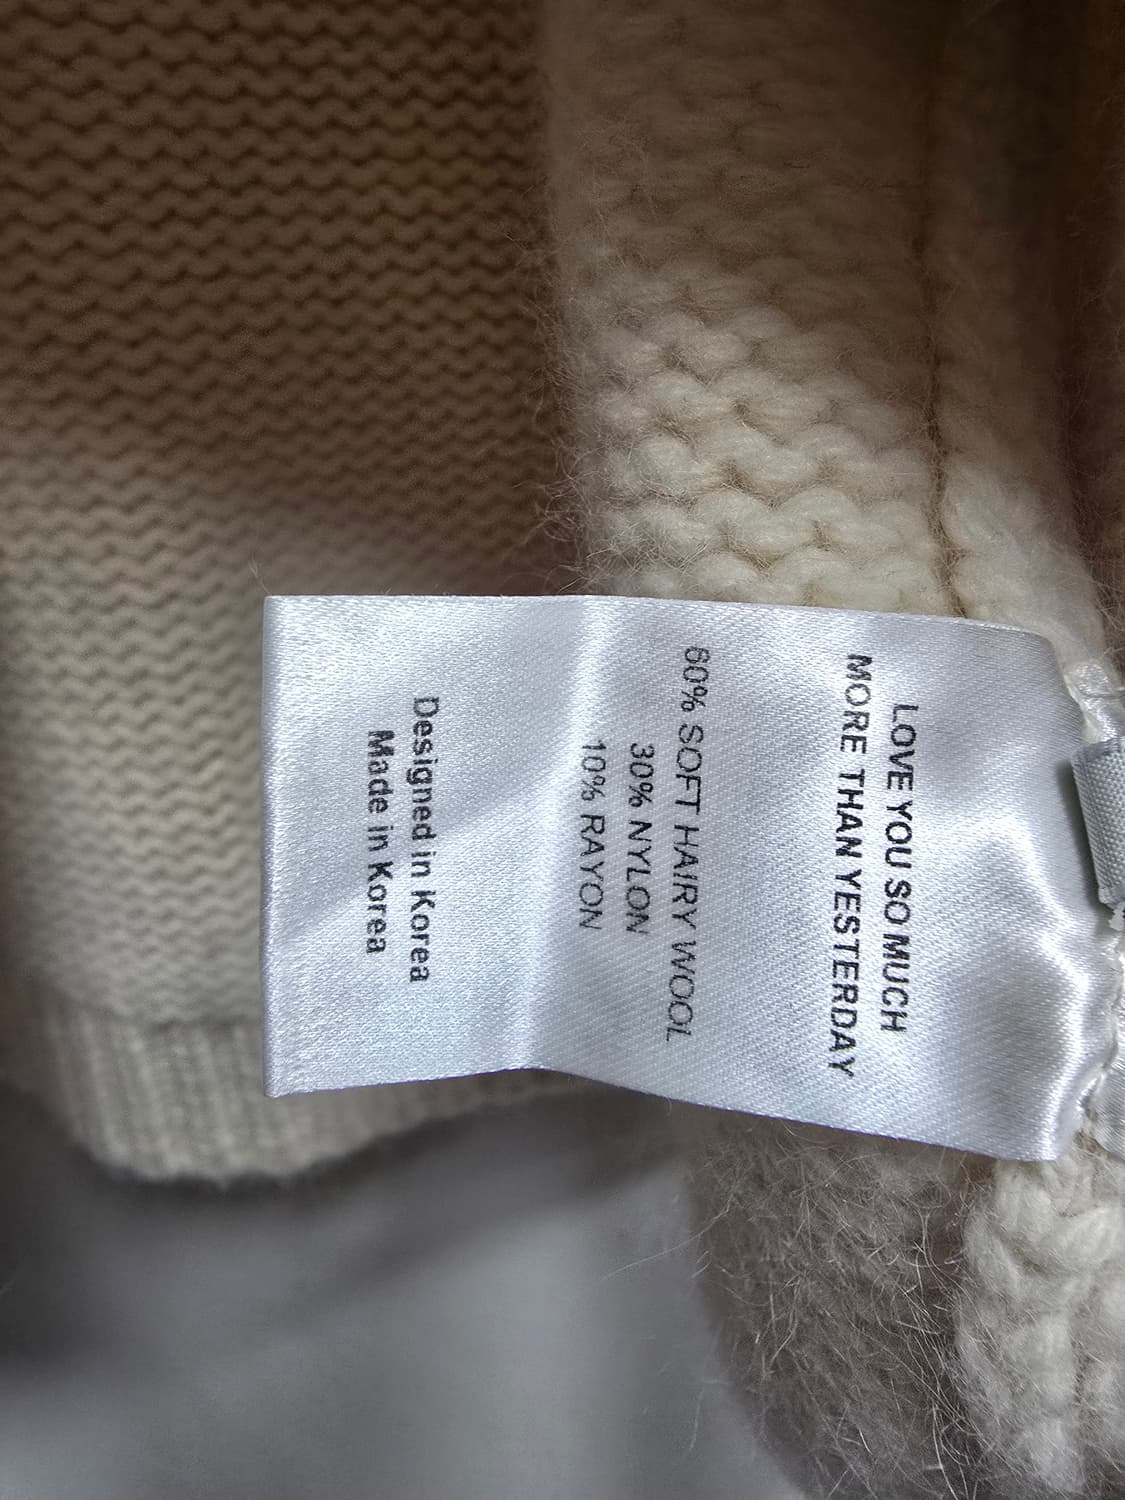 LOVE YOU SO MUCH
MORE THAN YESTERDAY
60% SOFT HAIRY WOOL
30% NYLON
10% RAYON
Designed in Korea
Made in Korea